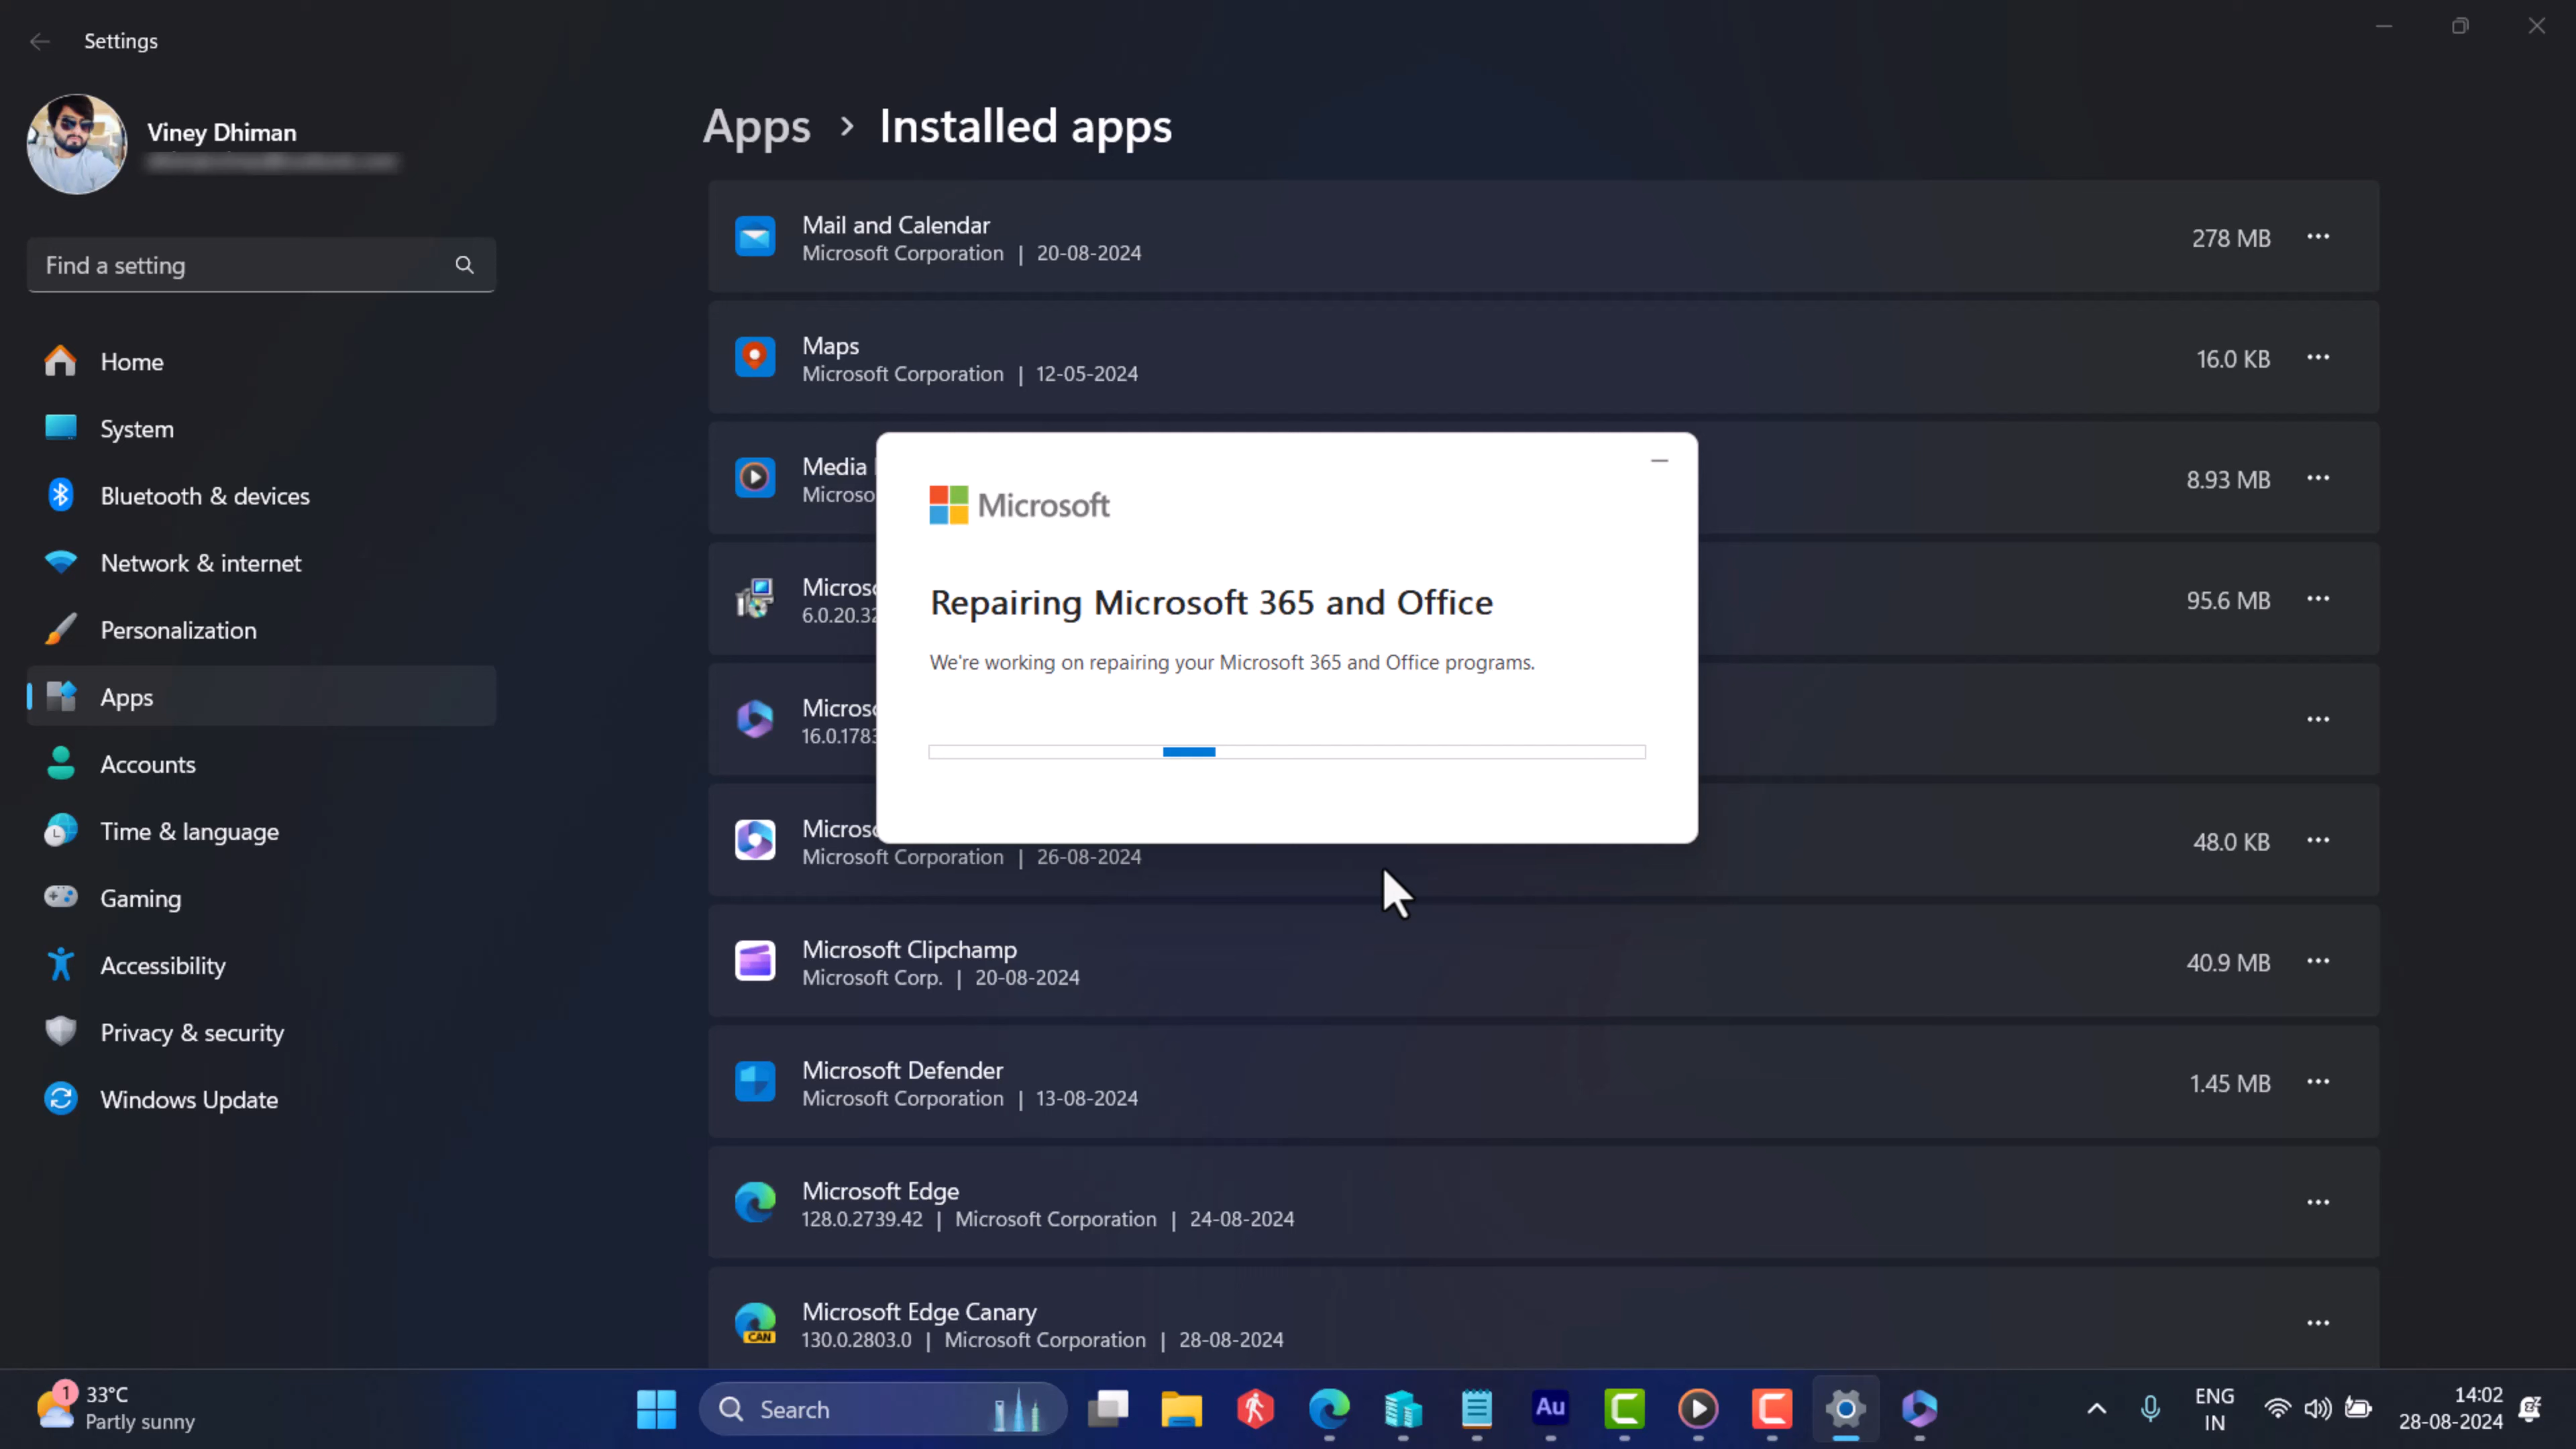 Settings
Viney Dhiman
Find a setting
Home
System
Bluetooth & devices
Network & internet
Personalization
Apps
Accounts
Time & language
Gaming
Accessibility
Privacy & security
Windows Update
Apps > Installed apps
Mail and Calendar
Microsoft Corporation | 20-08-2024
278 MB
Maps
Microsoft Corporation | 12-05-2024
16.0 KB
Media
8.93 MB
95.6 MB
Microsoft
Repairing Microsoft 365 and Office
We're working on repairing your Microsoft 365 and Office programs.
Microsoft Corporation | 26-08-2024
48.0 KB
Microsoft Clipchamp
Microsoft Corp. | 20-08-2024
40.9 MB
Microsoft Defender
Microsoft Corporation | 13-08-2024
1.45 MB
Microsoft Edge
128.0.2739.42 | Microsoft Corporation | 24-08-2024
Microsoft Edge Canary
130.0.2803.0 | Microsoft Corporation | 28-08-2024
CAN
1
33°C
Partly sunny
Search
Au
ENG
IN
14:02
28-08-2024